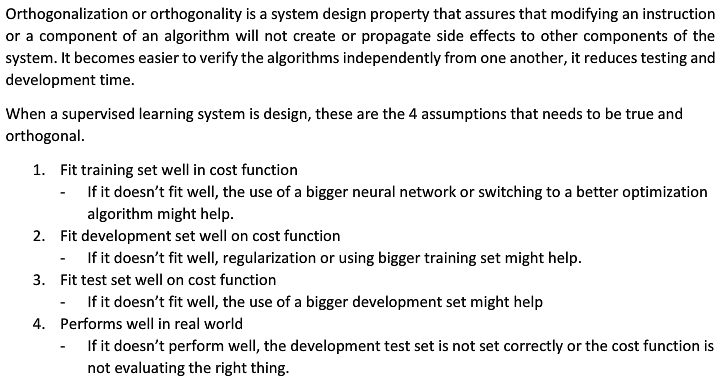 Orthogonalization or orthogonality is a system design property that assures that modifying an instruction
or a component of an algorithm will not create or propagate side effects to other components of the
system. It becomes easier to verify the algorithms independently from one another, it reduces testing and
development time.
When a supervised learning system is design, these are the 4 assumptions that needs to be true and
orthogonal.
1. Fit training set well in cost function
- If it doesn’t fit well, the use of a bigger neural network or switching to a better optimization
algorithm might help.
2. Fit development set well on cost function
- If it doesn’t fit well, regularization or using bigger training set might help.
3. Fit test set well on cost function
- If it doesn’t fit well, the use of a bigger development set might help
4. Performs well in real world
- If it doesn’t perform well, the development test set is not set correctly or the cost function is
not evaluating the right thing.